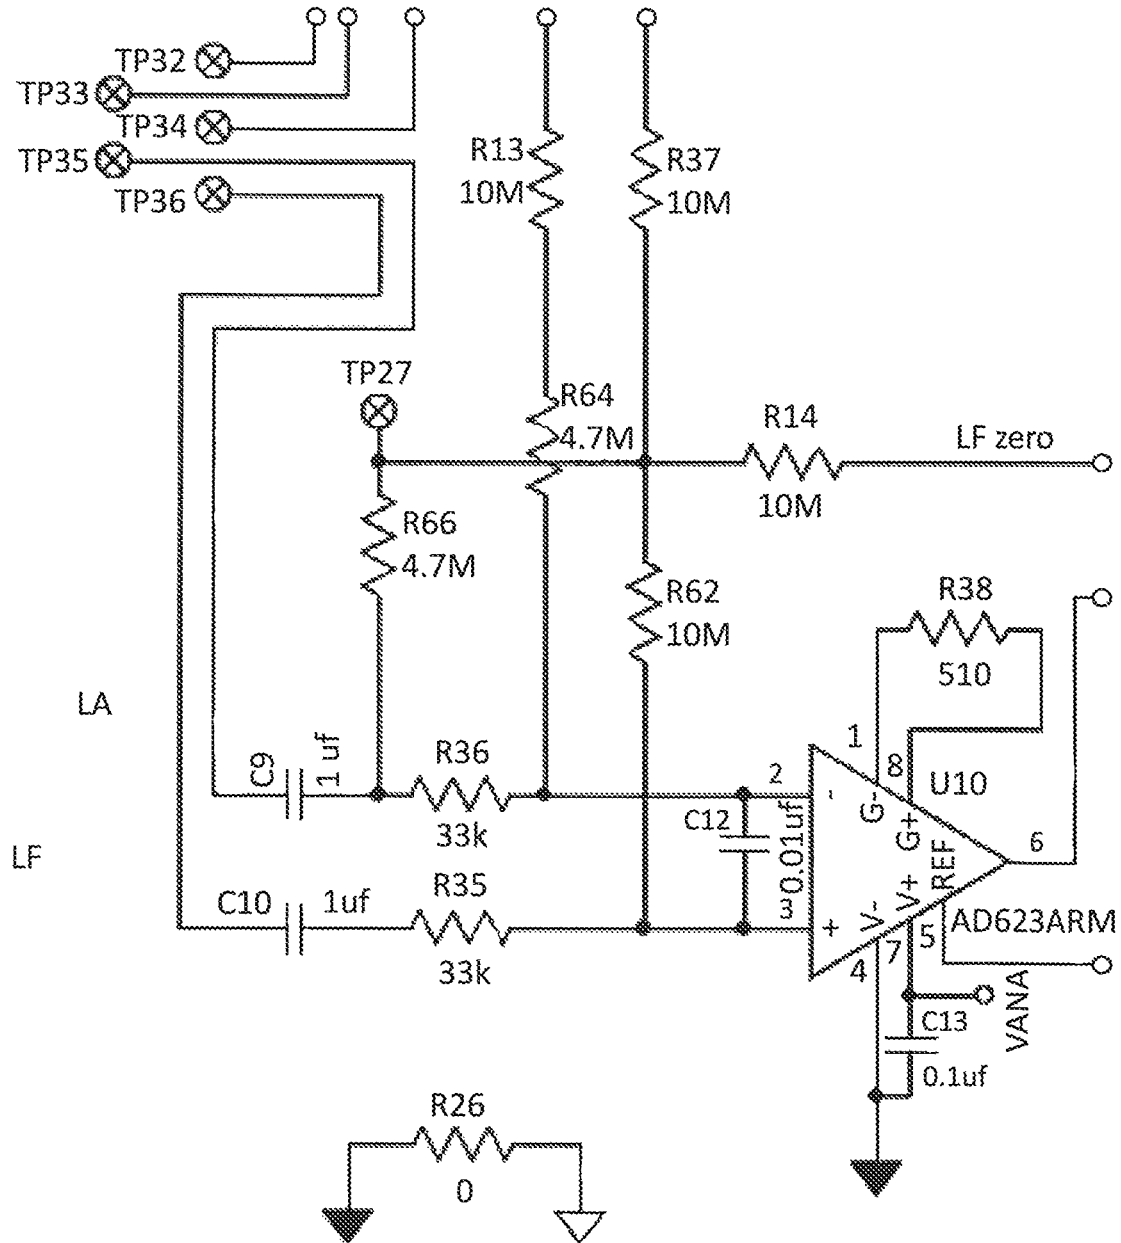 TP32
TP33
TP34
TP35
TP36
R13
10M
R37
10M
TP27
R64
4.7M
R14
10M
LF zero
R66
4.7M
R62
10M
R38
510
LA
C9
1 uf
R36
33k
2
-
1
G-
8
G+
U10
C12
0.01uf
REF
6
LF
C10
1uf
R35
33k
3
+
V-
V+
4
7
5
AD623ARM
VANA
C13
0.1uf
R26
0